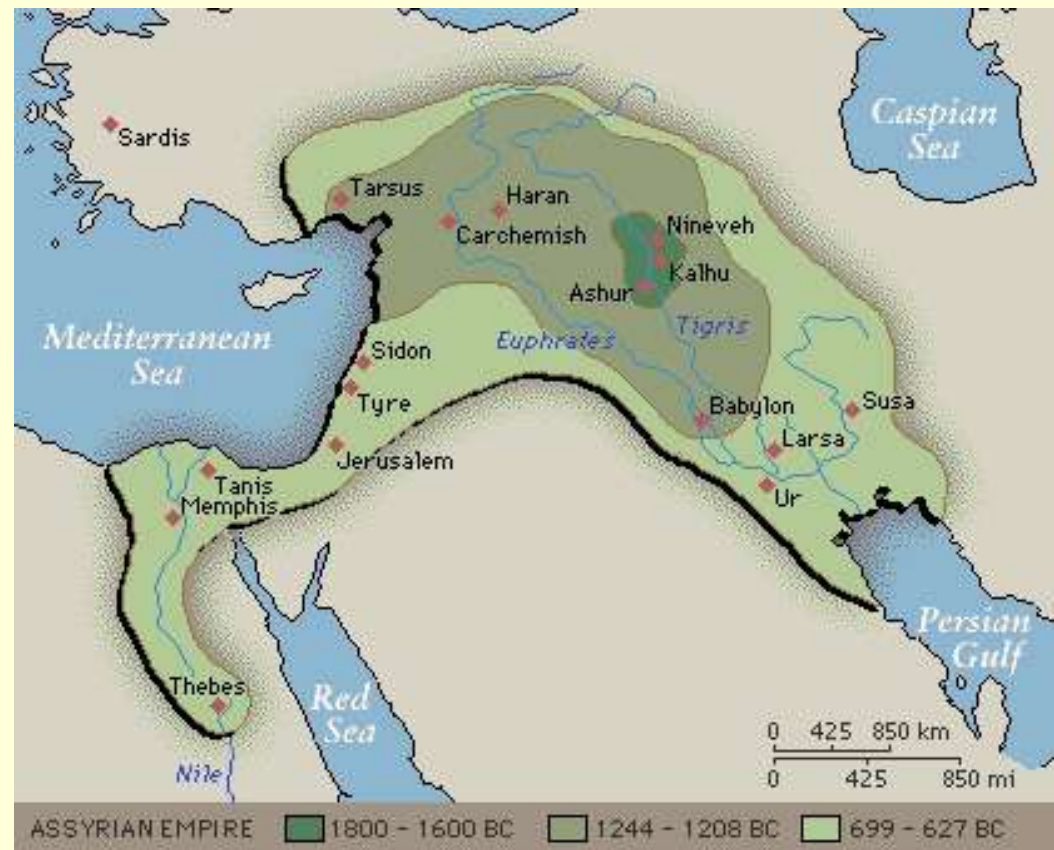 Caspian
Sea
Sardis
Tarsus
Haran
Carchemish
Nineveh
Kalhu
Ashur
Euphrates
Tigris
Mediterranean
Sea
Sidon
Tyre
Jerusalem
Babylon
Susa
Larsa
Ur
Tanis
Memphis
Persian
Gulf
Thebes
Red
Sea
Nile
0 425 850 km
0 425 850 mi
ASSYRIAN EMPIRE 1800 - 1600 BC 1244 - 1208 BC 699 - 627 BC